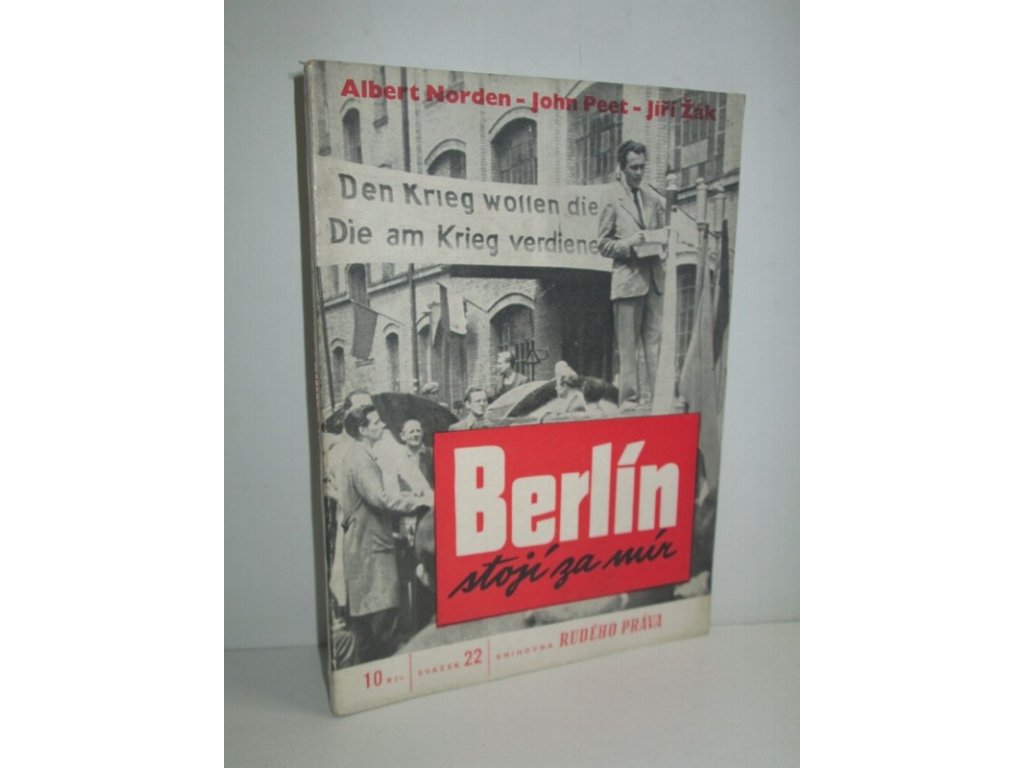 Albert Norden - John Peet - Jiří Žák
Den Krieg wollen die
Die am Krieg verdiene
Berlín
stojí za mír
10 Kčs SVAZEK 22 KNIHOVNA RUDÉHO PRÁVA